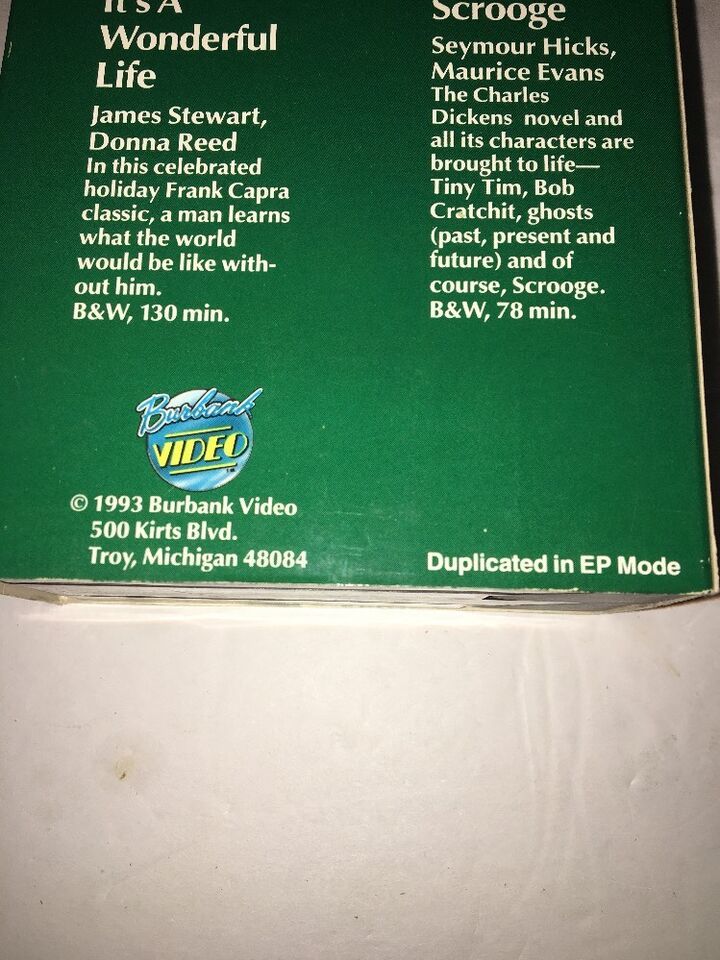 It's A
Wonderful
Life
James Stewart,
Donna Reed
In this celebrated
holiday Frank Capra
classic, a man learns
what the world
would be like with-
out him.
B&W, 130 min.
Scrooge
Seymour Hicks,
Maurice Evans
The Charles
Dickens novel and
all its characters are
brought to life—
Tiny Tim, Bob
Cratchit, ghosts
(past, present and
future) and of
course, Scrooge.
B&W, 78 min.
Burbank
VIDEO
TM
© 1993 Burbank Video
500 Kirts Blvd.
Troy, Michigan 48084
Duplicated in EP Mode